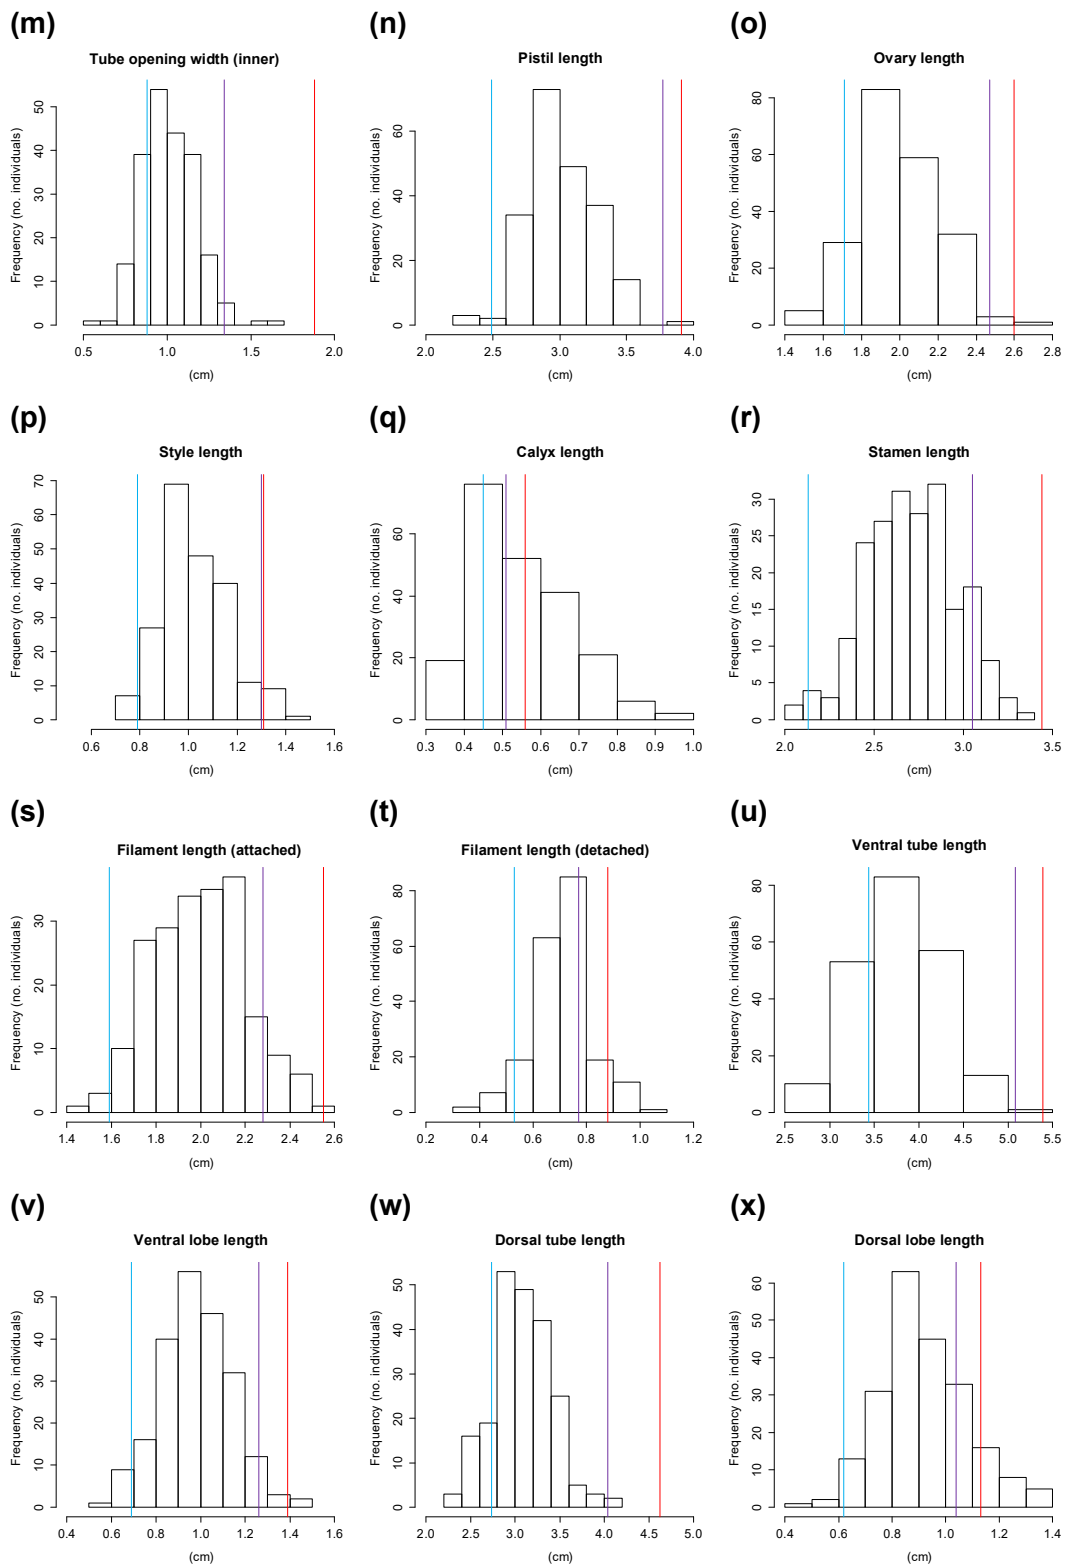 (m)
Tube opening width (inner)
Frequency (no. individuals)
0 10 20 30 40 50
0.5 1.0 1.5 2.0
(cm)
(n)
Pistil length
Frequency (no. individuals)
0 20 40 60
2.0 2.5 3.0 3.5 4.0
(cm)
(o)
Ovary length
Frequency (no. individuals)
0 20 40 60 80
1.4 1.6 1.8 2.0 2.2 2.4 2.6 2.8
(cm)
(p)
Style length
Frequency (no. individuals)
0 10 20 30 40 50 60 70
0.6 0.8 1.0 1.2 1.4 1.6
(cm)
(q)
Calyx length
Frequency (no. individuals)
0 20 40 60
0.3 0.4 0.5 0.6 0.7 0.8 0.9 1.0
(cm)
(r)
Stamen length
Frequency (no. individuals)
0 5 10 15 20 25 30
2.0 2.5 3.0 3.5
(cm)
(s)
Filament length (attached)
Frequency (no. individuals)
0 10 20 30
1.4 1.6 1.8 2.0 2.2 2.4 2.6
(cm)
(t)
Filament length (detached)
Frequency (no. individuals)
0 20 40 60 80
0.2 0.4 0.6 0.8 1.0 1.2
(cm)
(u)
Ventral tube length
Frequency (no. individuals)
0 20 40 60 80
2.5 3.0 3.5 4.0 4.5 5.0 5.5
(cm)
(v)
Ventral lobe length
Frequency (no. individuals)
0 10 20 30 40 50
0.4 0.6 0.8 1.0 1.2 1.4 1.6
(cm)
(w)
Dorsal tube length
Frequency (no. individuals)
0 10 20 30 40 50
2.0 2.5 3.0 3.5 4.0 4.5 5.0
(cm)
(x)
Dorsal lobe length
Frequency (no. individuals)
0 10 20 30 40 50 60
0.4 0.6 0.8 1.0 1.2 1.4
(cm)